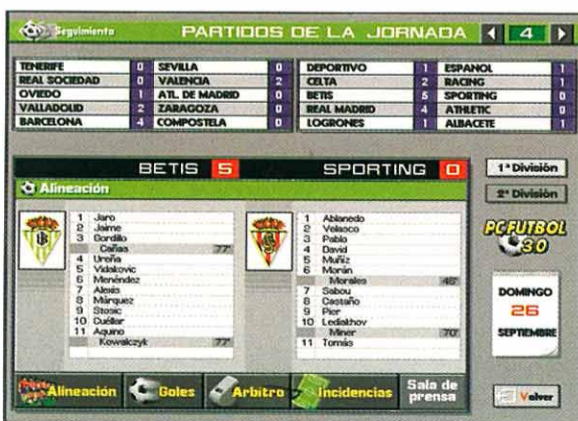 Seguimiento PARTIDOS DE LA JORNADA 4
TENERIFE 0 SEVILLA 0 DEPORTIVO 1 ESPANOL 1
REAL SOCIEDAD 0 VALENCIA 2 CELTA 2 RACING 1
OVIEDO 1 ATL. DE MADRID 0 BETIS 5 SPORTING 0
VALLADOLID 2 ZARAGOZA 0 REAL MADRID 4 ATHLETIC 0
BARCELONA 4 COMPOSTELA 0 LOGRONES 1 ALBACETE 1
BETIS 5 SPORTING 0
Alineación
1 Jaro
2 Jaime
3 Gordillo
Cañas 77'
4 Ureña
5 Vidakovic
6 Menéndez
7 Alexis
8 Márquez
9 Stosic
10 Cuéllar
11 Aquino
Kowalczyk 77'
1 Ablanedo
2 Velasco
3 Pablo
4 David
5 Muñiz
6 Morán
Morales 46'
7 Sabou
8 Castaño
9 Pier
10 Lediakhov
Miner 70'
11 Tomás
1ª División
2ª División
PC FUTBOL
3.0
DOMINGO
26
SEPTIEMBRE
Alineación Goles Arbitro Incidencias Sala de
prensa
Volver